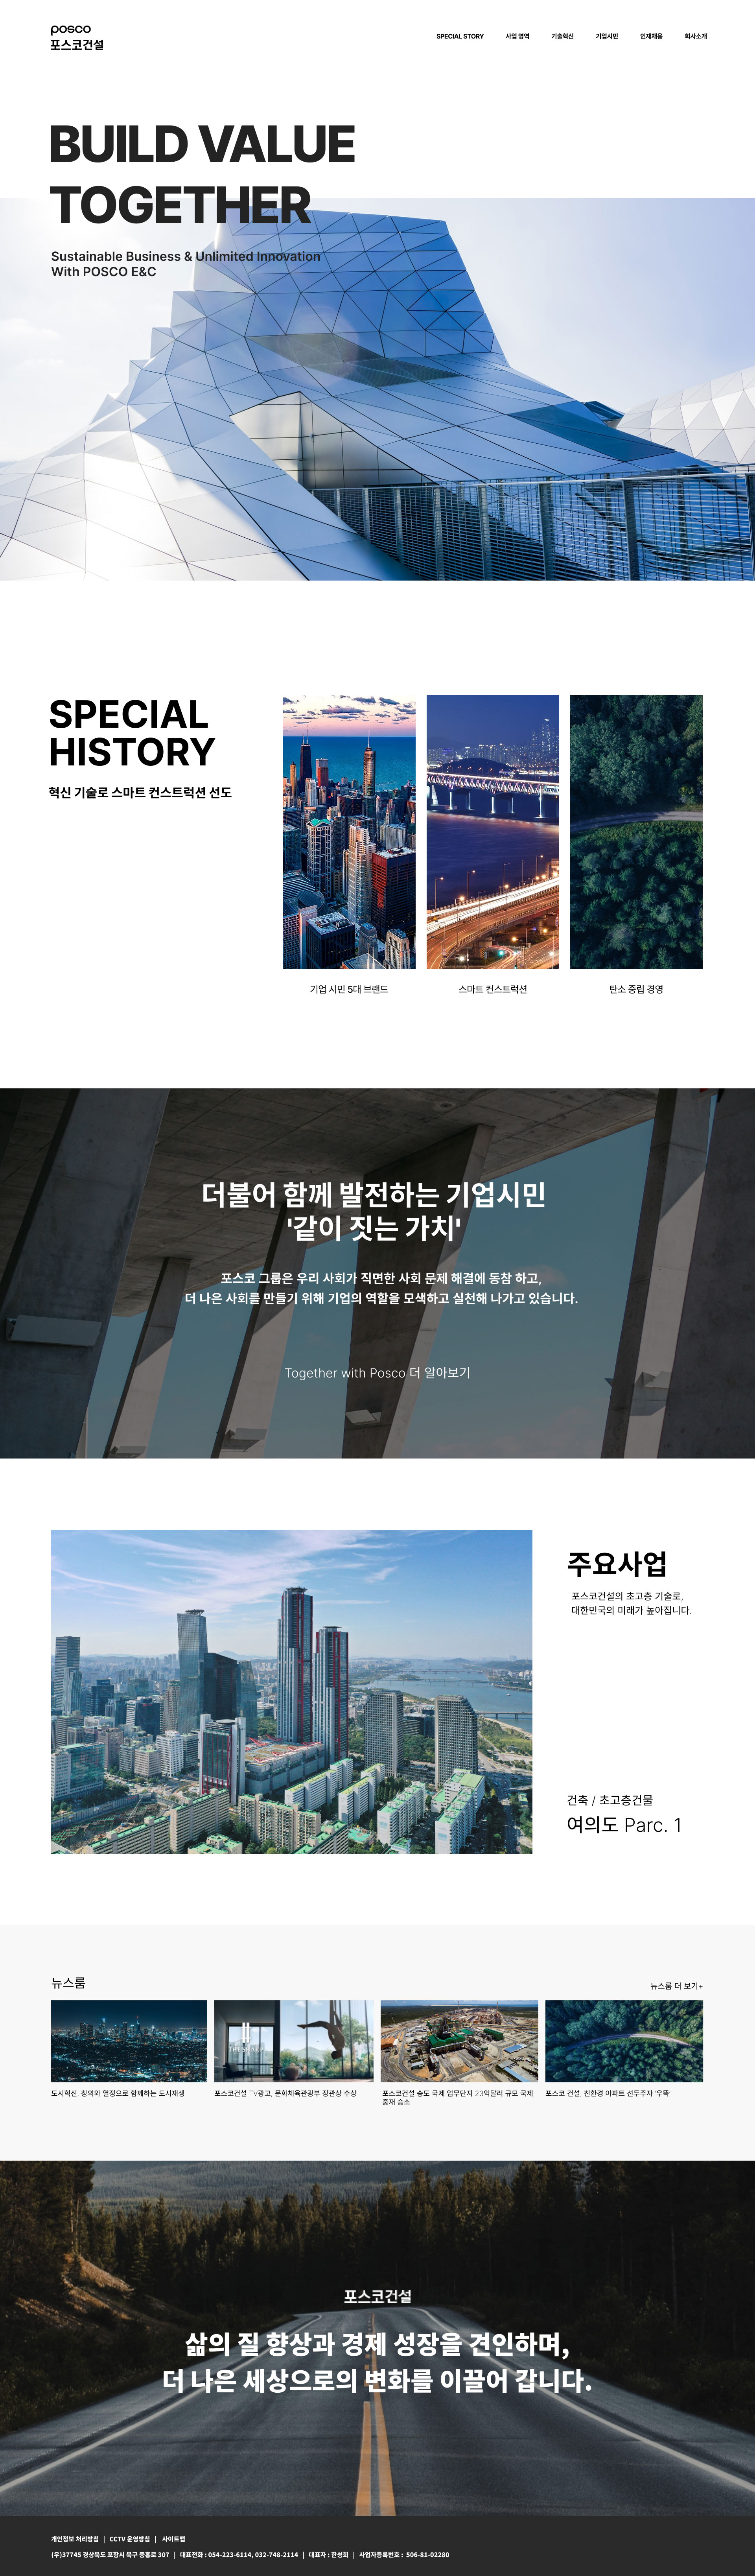 posco
포스코건설
SPECIAL STORY 사업 영역 기술혁신 기업시민 인재채용 회사소개
BUILD VALUE
TOGETHER
Sustainable Business & Unlimited Innovation
With POSCO E&C
SPECIAL
HISTORY
혁신 기술로 스마트 컨스트럭션 선도
기업 시민 5대 브랜드
스마트 컨스트럭션
탄소 중립 경영
더불어 함께 발전하는 기업시민
'같이 짓는 가치'
포스코 그룹은 우리 사회가 직면한 사회 문제 해결에 동참 하고,
더 나은 사회를 만들기 위해 기업의 역할을 모색하고 실천해 나가고 있습니다.
Together with Posco 더 알아보기
주요사업
포스코건설의 초고층 기술로,
대한민국의 미래가 높아집니다.
건축 / 초고층건물
여의도 Parc. 1
뉴스룸
뉴스룸 더 보기+
도시혁신, 창의와 열정으로 함께하는 도시재생
포스코건설 TV광고, 문화체육관광부 장관상 수상
포스코건설 송도 국제 업무단지 23억달러 규모 국제
중재 승소
포스코 건설, 친환경 아파트 선두주자 '우뚝'
포스코건설
삶의 질 향상과 경제 성장을 견인하며,
더 나은 세상으로의 변화를 이끌어 갑니다.
개인정보 처리방침 | CCTV 운영방침 | 사이트맵
(우)37745 경상북도 포항시 북구 중흥로 307 | 대표전화 : 054-223-6114, 032-748-2114 | 대표자 : 한성희 | 사업자등록번호 : 506-81-02280